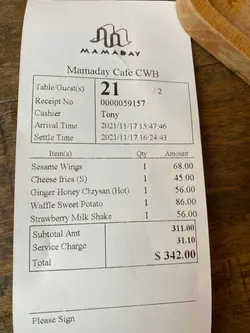 MAMADAY
Mamaday Cafe CWB
Table/Guest(s) 21 / 2
Receipt No 0000059157
Cashier Tony
Arrival Time 2021/11/17 15:47:46
Settle Time 2021/11/17 16:24:43
Item(s) Qty Amount
Sesame Wings 1 68.00
Cheese fries (S) 1 45.00
Ginger Honey Chrysan (Hot) 1 56.00
Waffle Sweet Potato 1 86.00
Strawberry Milk Shake 1 56.00
Subtotal Amt 311.00
Service Charge 31.10
Total $ 342.00
Please Sign